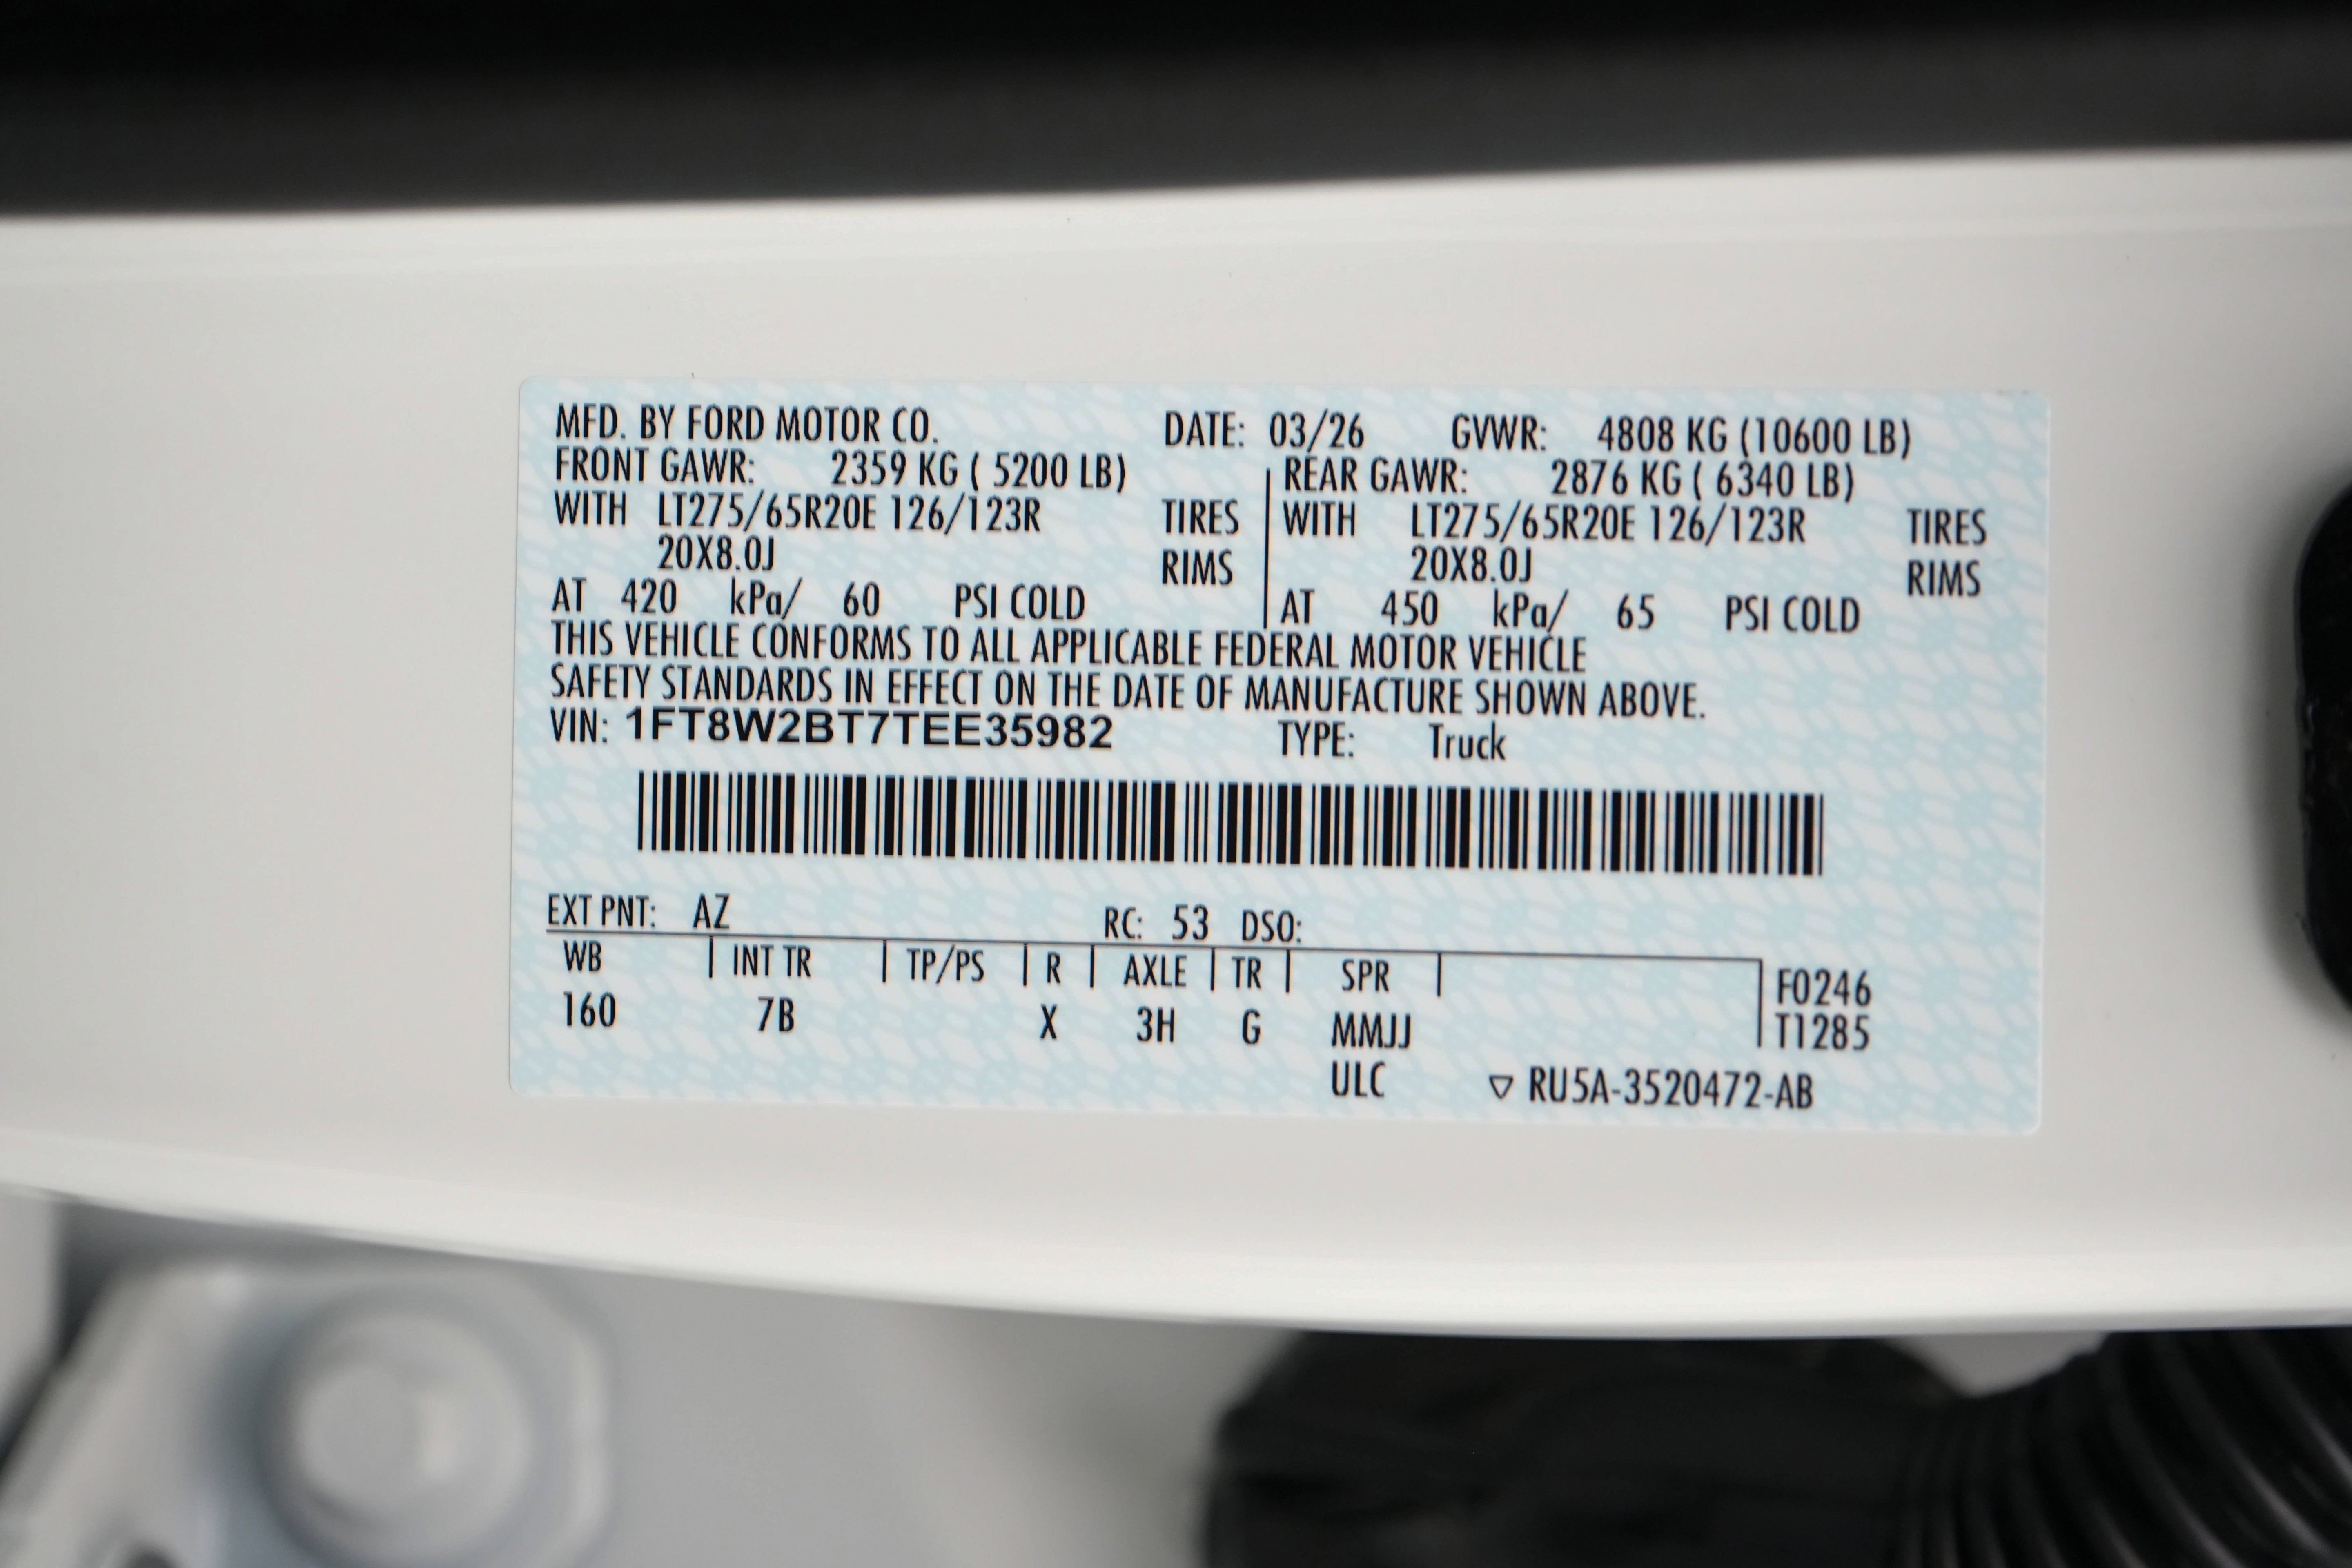 MFD. BY FORD MOTOR CO. DATE: 03/26 GVWR: 4808 KG (10600 LB)
FRONT GAWR: 2359 KG ( 5200 LB) REAR GAWR: 2876 KG ( 6340 LB)
WITH LT275/65R20E 126/123R TIRES WITH LT275/65R20E 126/123R TIRES
20X8.0J RIMS 20X8.0J RIMS
AT 420 kPa/ 60 PSI COLD AT 450 kPa/ 65 PSI COLD
THIS VEHICLE CONFORMS TO ALL APPLICABLE FEDERAL MOTOR VEHICLE
SAFETY STANDARDS IN EFFECT ON THE DATE OF MANUFACTURE SHOWN ABOVE.
VIN: 1FT8W2BT7TEE35982 TYPE: Truck
EXT PNT: AZ RC: 53 DSO:
WB INT TR TP/PS R AXLE TR SPR F0246
160 7B X 3H G MMJJ T1285
ULC ▽ RU5A-3520472-AB